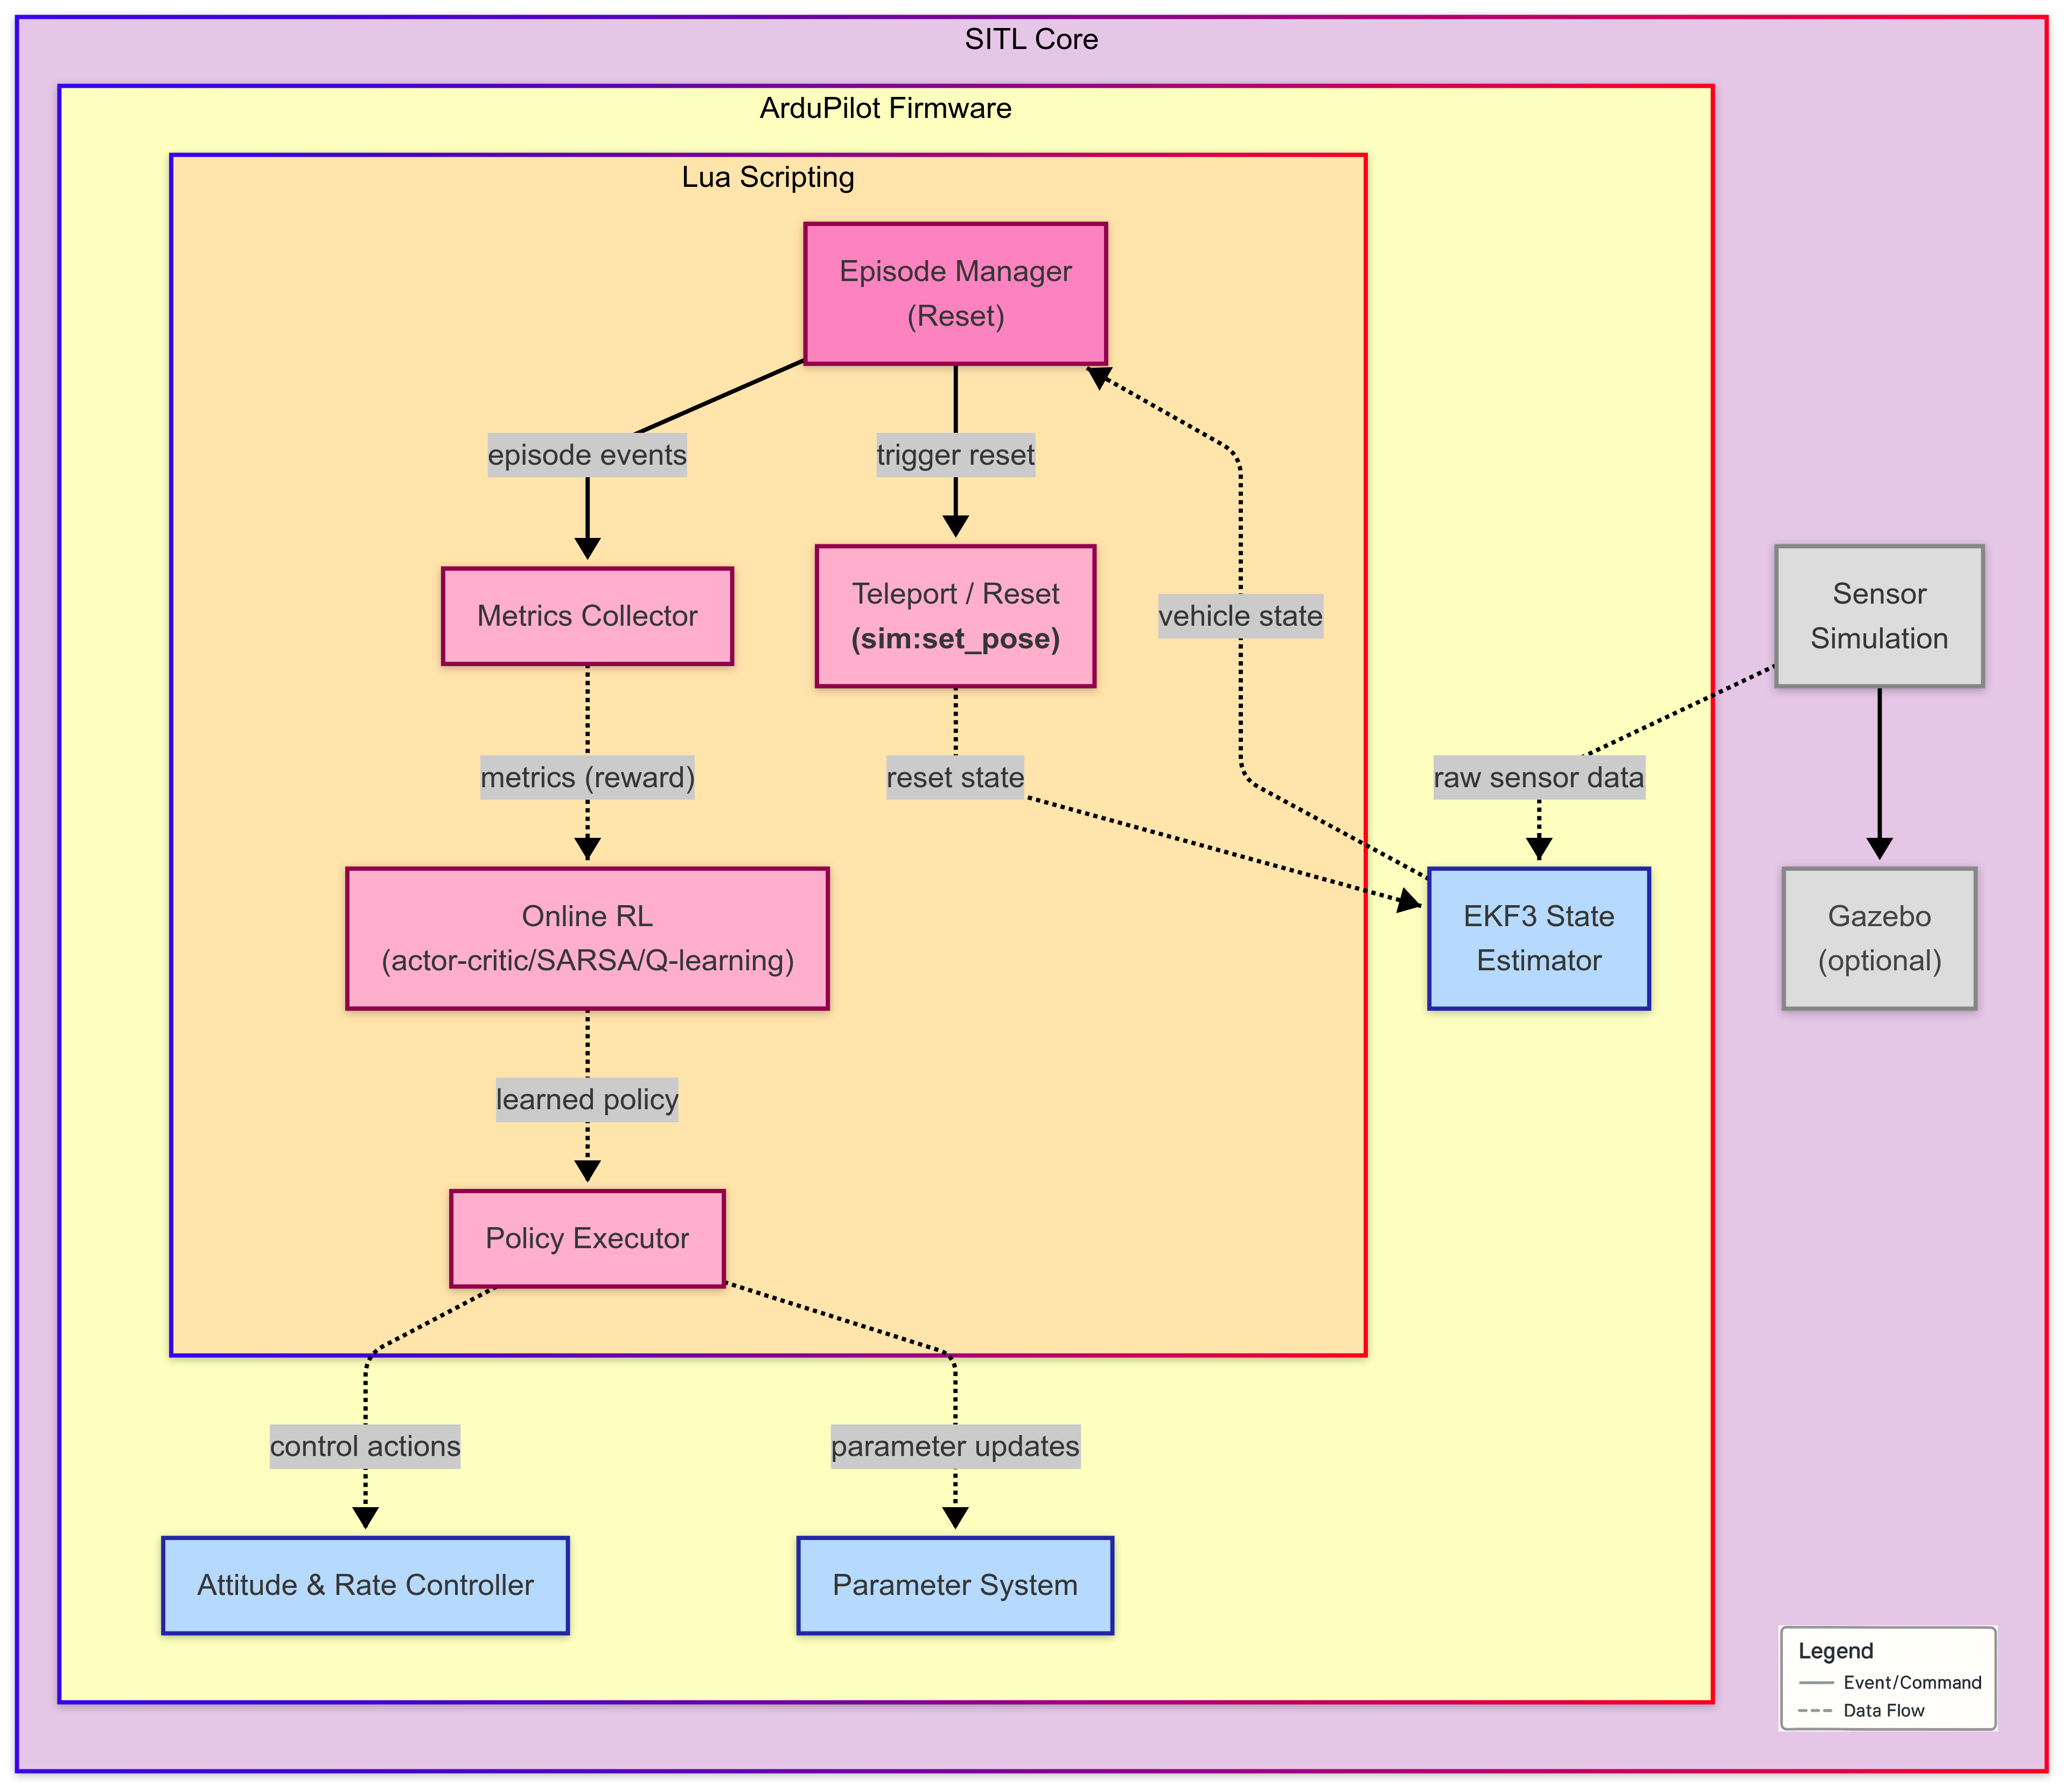 SITL Core
ArduPilot Firmware
Lua Scripting
Episode Manager
(Reset)
episode events
trigger reset
Metrics Collector
Teleport / Reset
(sim:set_pose)
vehicle state
Sensor
Simulation
metrics (reward)
reset state
raw sensor data
Online RL
(actor-critic/SARSA/Q-learning)
EKF3 State
Estimator
Gazebo
(optional)
learned policy
Policy Executor
control actions
parameter updates
Attitude & Rate Controller
Parameter System
Legend
Event/Command
Data Flow